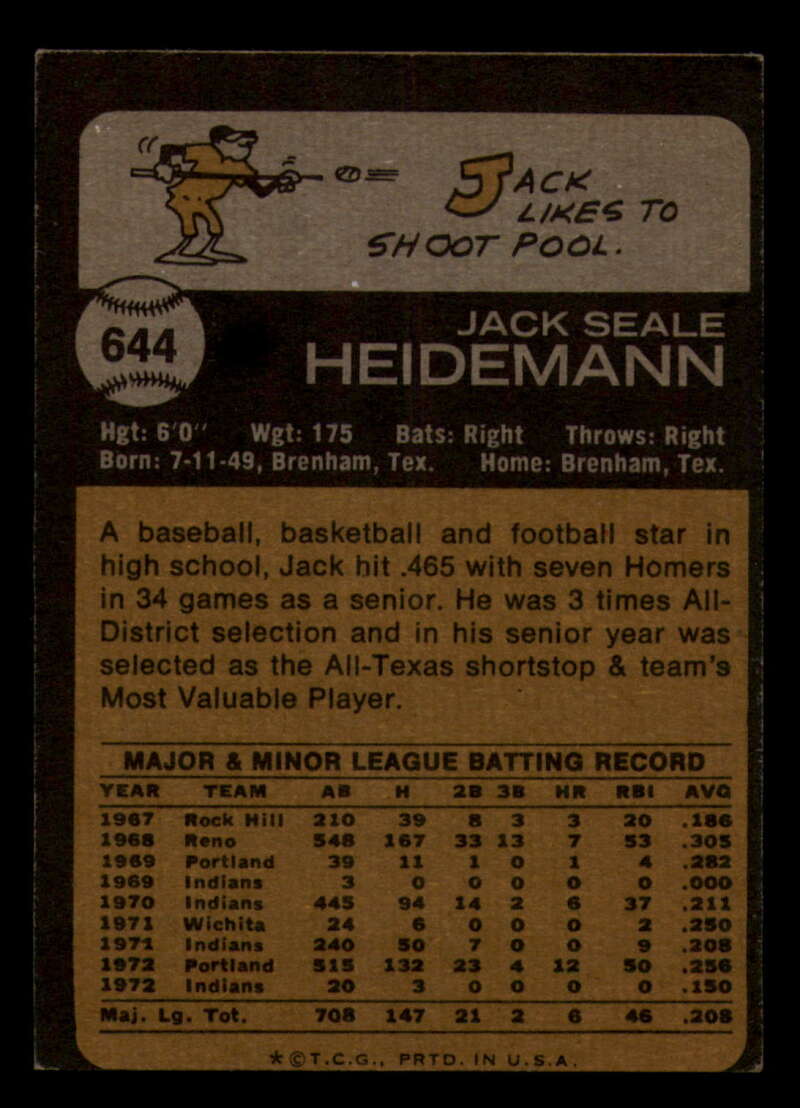 JACK
LIKES TO
SHOOT POOL.
644
JACK SEALE
HEIDEMANN
Hgt: 6'0" Wgt: 175 Bats: Right Throws: Right
Born: 7-11-49, Brenham, Tex. Home: Brenham, Tex.
A baseball, basketball and football star in
high school, Jack hit .465 with seven Homers
in 34 games as a senior. He was 3 times All-
District selection and in his senior year was
selected as the All-Texas shortstop & team's
Most Valuable Player.
MAJOR & MINOR LEAGUE BATTING RECORD
YEAR TEAM AB H 2B 3B HR RBI AVG
1967 Rock Hill 210 39 8 3 3 20 .186
1968 Reno 548 167 33 13 7 53 .305
1969 Portland 39 11 1 0 1 4 .282
1969 Indians 3 0 0 0 0 0 .000
1970 Indians 445 94 14 2 6 37 .211
1971 Wichita 24 6 0 0 0 2 .250
1971 Indians 240 50 7 0 0 9 .208
1972 Portland 515 132 23 4 12 50 .256
1972 Indians 20 3 0 0 0 0 .150
Maj. Lg. Tot. 708 147 21 2 6 46 .208
*©T.C.G., PRTD. IN U.S.A.